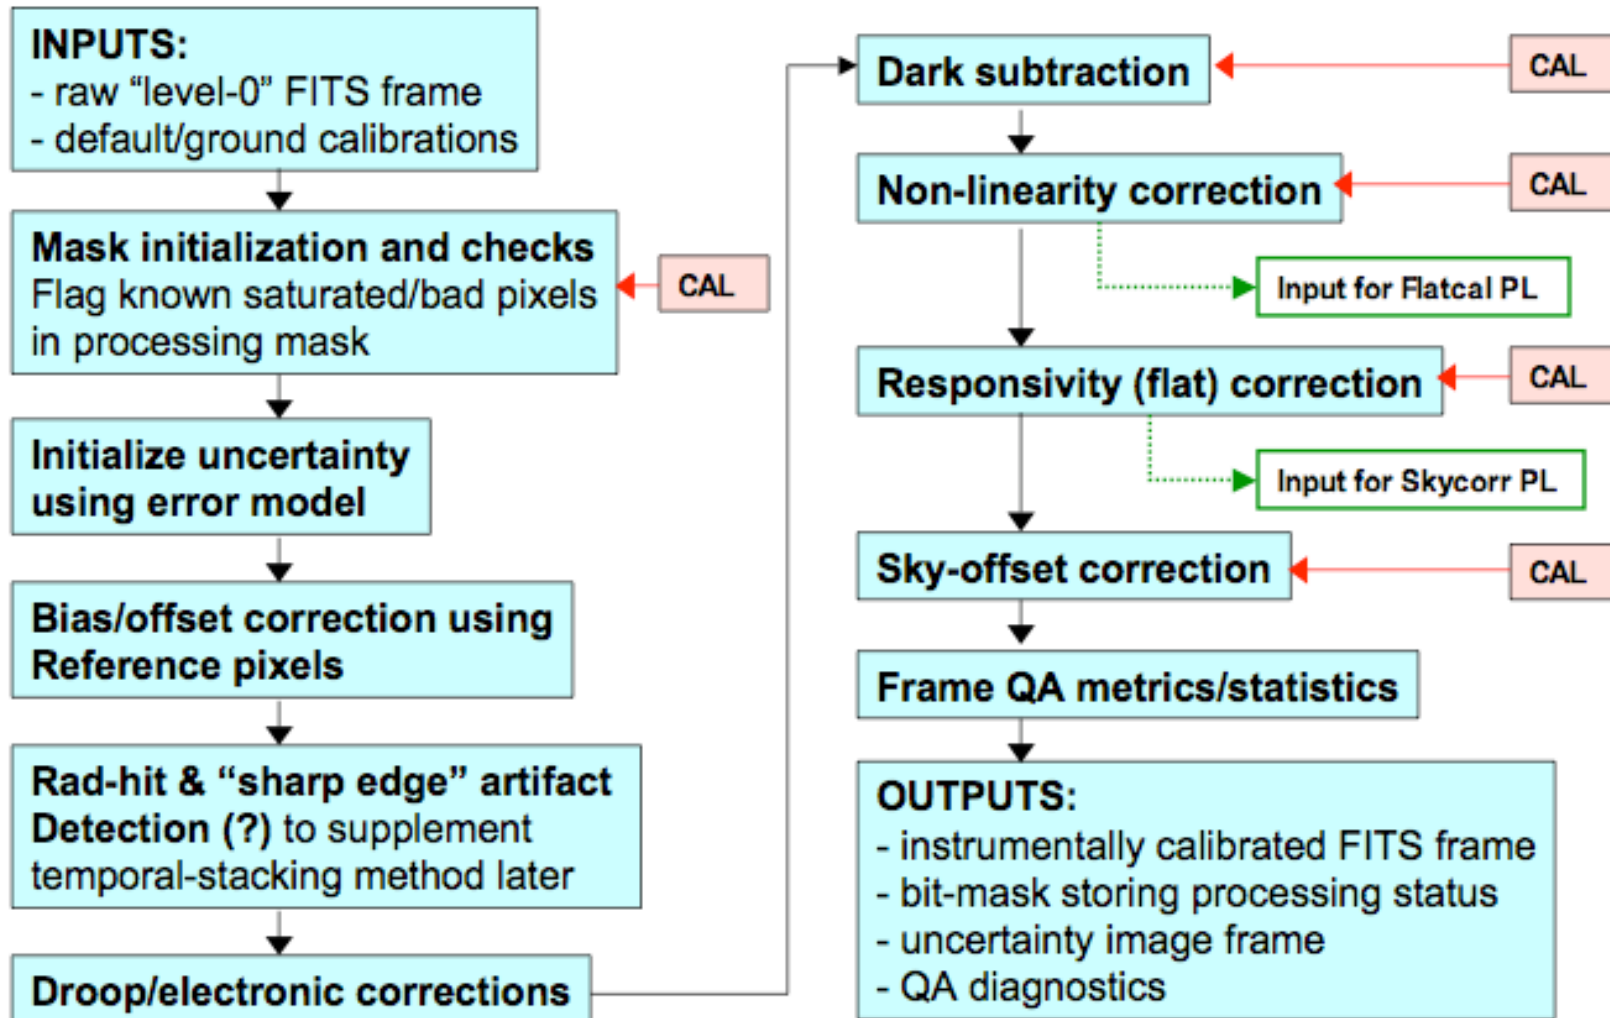 INPUTS:
- raw “level-0” FITS frame
- default/ground calibrations
Mask initialization and checks
Flag known saturated/bad pixels
in processing mask
CAL
Initialize uncertainty
using error model
Bias/offset correction using
Reference pixels
Rad-hit & “sharp edge” artifact
Detection (?) to supplement
temporal-stacking method later
Droop/electronic corrections
Dark subtraction
CAL
Non-linearity correction
CAL
Input for Flatcal PL
Responsivity (flat) correction
CAL
Input for Skycorr PL
Sky-offset correction
CAL
Frame QA metrics/statistics
OUTPUTS:
- instrumentally calibrated FITS frame
- bit-mask storing processing status
- uncertainty image frame
- QA diagnostics